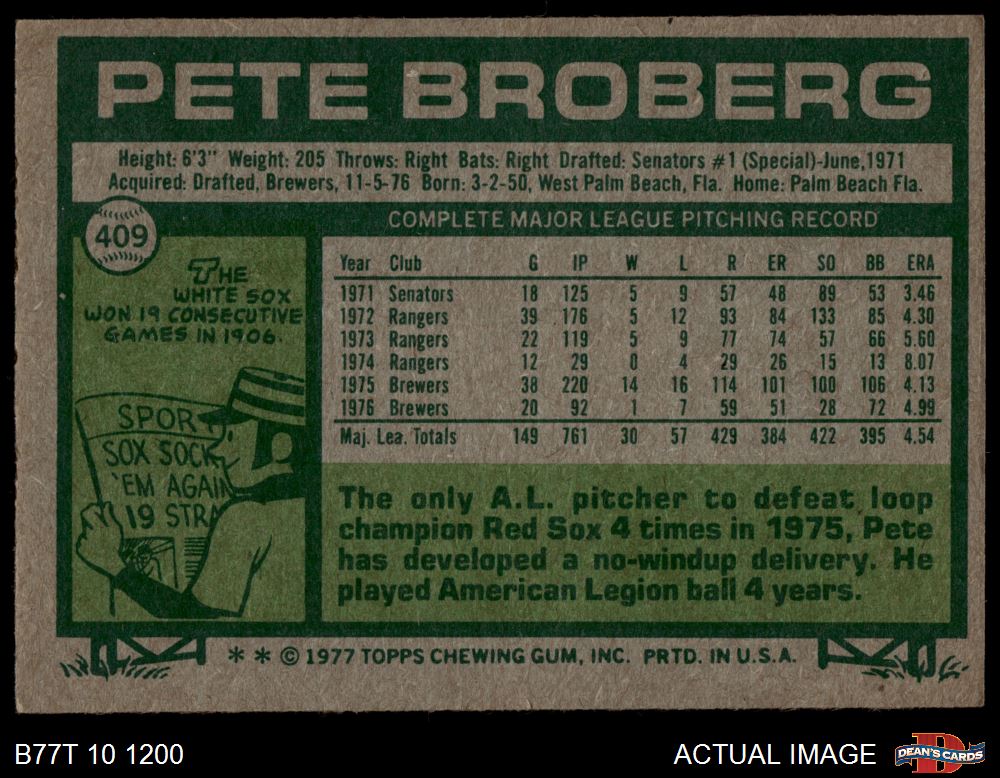 PETE BROBERG
Height: 6'3" Weight: 205 Throws: Right Bats: Right Drafted: Senators #1 (Special)-June,1971
Acquired: Drafted, Brewers, 11-5-76 Born: 3-2-50, West Palm Beach, Fla. Home: Palm Beach Fla.
409
THE
WHITE SOX
WON 19 CONSECUTIVE
GAMES IN 1906.
SPORT
SOX SOCK
'EM AGAIN
19 STRA
COMPLETE MAJOR LEAGUE PITCHING RECORD
Year Club G IP W L R ER SO BB ERA
1971 Senators 18 125 5 9 57 48 89 53 3.46
1972 Rangers 39 176 5 12 93 84 133 85 4.30
1973 Rangers 22 119 5 9 77 74 57 66 5.60
1974 Rangers 12 29 0 4 29 26 15 13 8.07
1975 Brewers 38 220 14 16 114 101 100 106 4.13
1976 Brewers 20 92 1 7 59 51 28 72 4.99
Maj. Lea. Totals 149 761 30 57 429 384 422 395 4.54
The only A.L. pitcher to defeat loop
champion Red Sox 4 times in 1975, Pete
has developed a no-windup delivery. He
played American Legion ball 4 years.
* * © 1977 TOPPS CHEWING GUM, INC. PRTD. IN U.S.A.
B77T 10 1200
ACTUAL IMAGE
DEAN'S CARDS